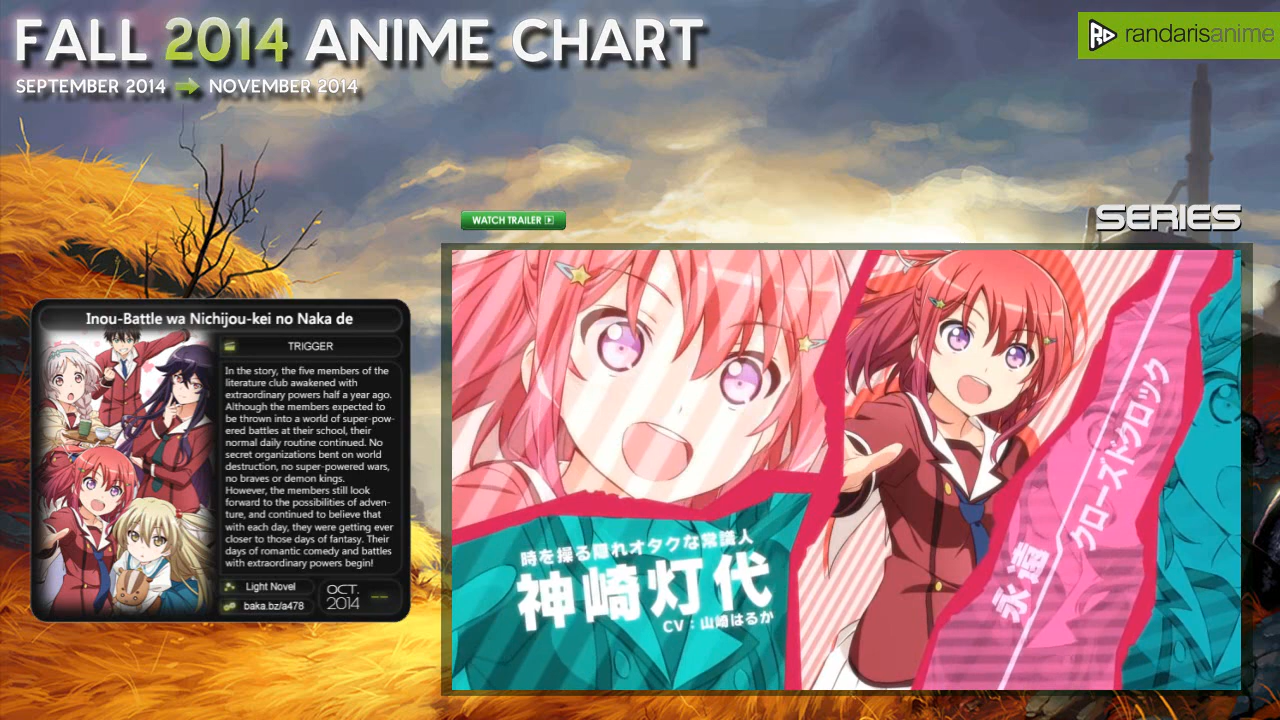 FALL 2014 ANIME CHART
SEPTEMBER 2014 NOVEMBER 2014
randarisanime
WATCH TRAILER
SERIES
Inou-Battle wa Nichijou-kei no Naka de
TRIGGER
In the story, the five members of the
literature club awakened with
extraordinary powers half a year ago.
Although the members expected to
be thrown into a world of super-pow-
ered battles at their school, their
normal daily routine continued. No
secret organizations bent on world
destruction, no super-powered wars,
no braves or demon kings.
However, the members still look
forward to the possibilities of adven-
ture, and continued to believe that
with each day, they were getting ever
closer to those days of fantasy. Their
days of romantic comedy and battles
with extraordinary powers begin!
Light Novel
baka.bz/a478
OCT.
2014
--
時を操る隠れオタクな常識人
神崎灯代
CV：山崎はるか
クローズドクロック
永遠